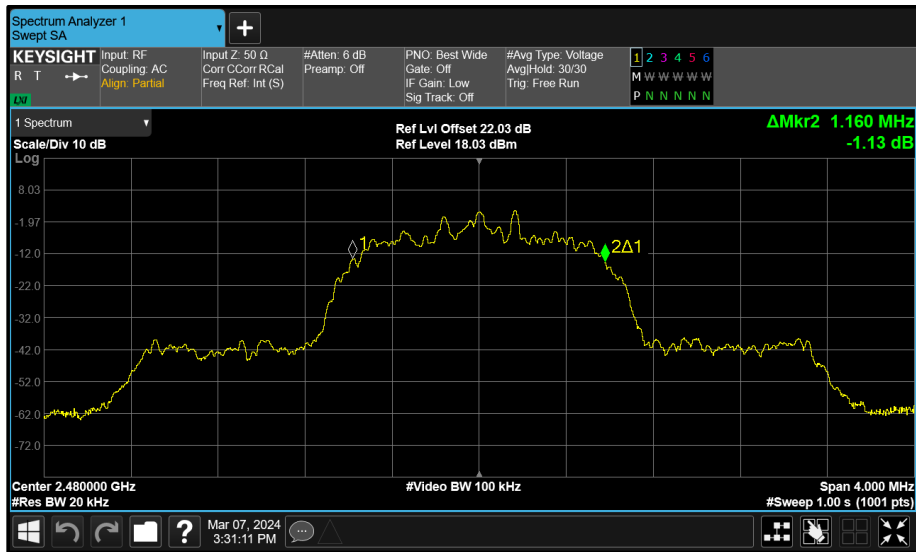 Spectrum Analyzer 1
Swept SA
+
KEYSIGHT
R T
LXI
Input: RF
Coupling: AC
Align: Partial
Input Z: 50 Ω
Corr CCorr RCal
Freq Ref: Int (S)
#Atten: 6 dB
Preamp: Off
PNO: Best Wide
Gate: Off
IF Gain: Low
Sig Track: Off
#Avg Type: Voltage
Avg|Hold: 30/30
Trig: Free Run
1 2 3 4 5 6
M W W W W W
P N N N N N
1 Spectrum
Scale/Div 10 dB
Ref Lvl Offset 22.03 dB
Ref Level 18.03 dBm
ΔMkr2 1.160 MHz
-1.13 dB
Log
8.03
-1.97
-12.0
-22.0
-32.0
-42.0
-52.0
-62.0
-72.0
1
2Δ1
Center 2.480000 GHz
#Video BW 100 kHz
Span 4.000 MHz
#Res BW 20 kHz
#Sweep 1.00 s (1001 pts)
?
Mar 07, 2024
3:31:11 PM